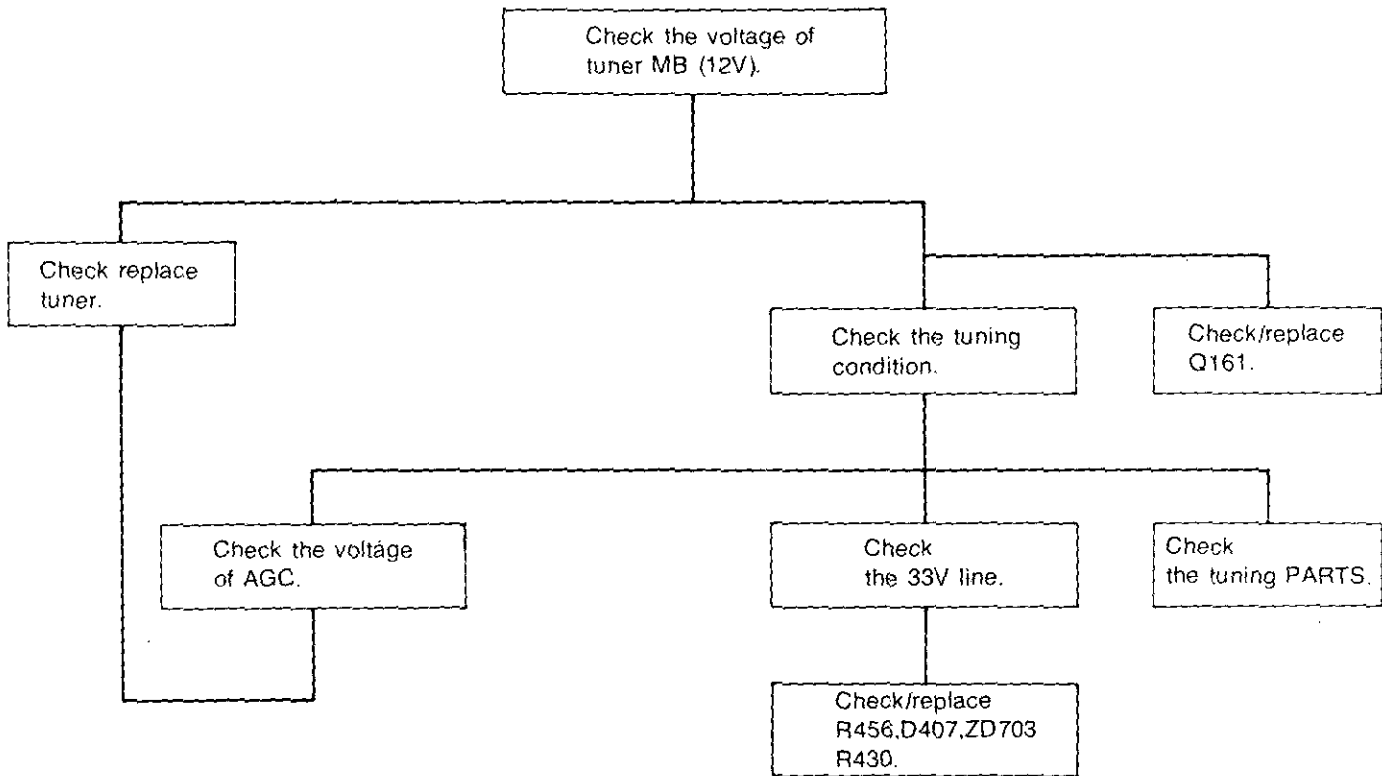 Check the voltage of
tuner MB (12V).
Check replace
tuner.
Check the tuning
condition.
Check/replace
Q161.
Check the voltage
of AGC.
Check
the 33V line.
Check
the tuning PARTS.
Check/replace
R456,D407,ZD703
R430.